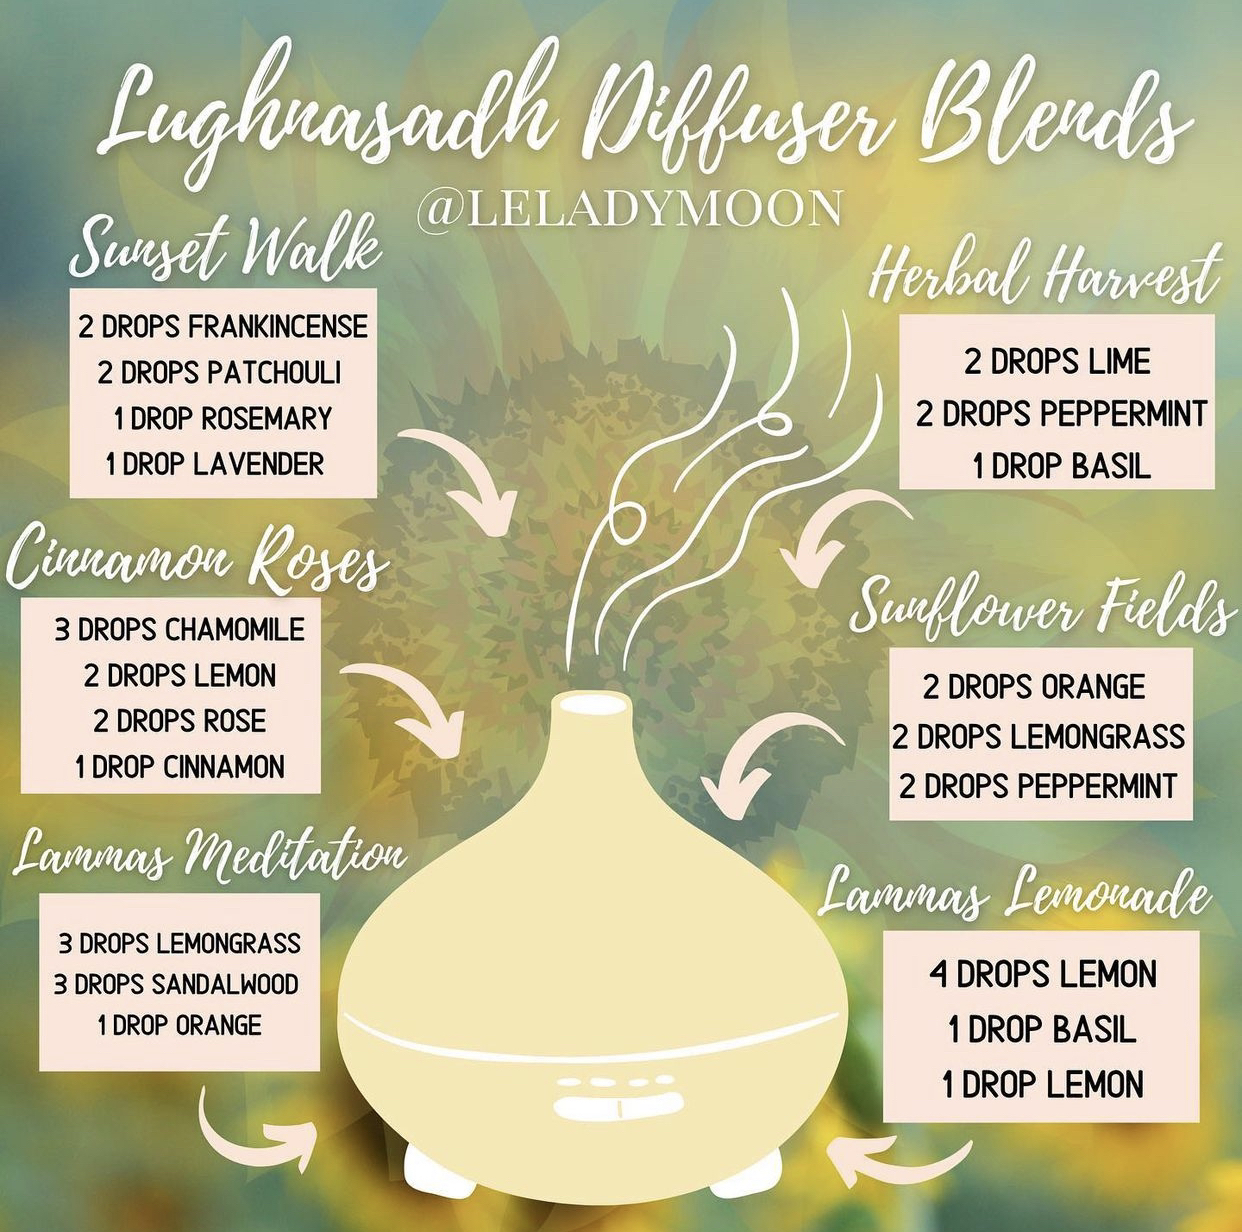 Lughnasadh Diffuser Blends
@LELADYMOON
Sunset Walk
2 DROPS FRANKINCENSE
2 DROPS PATCHOULI
1 DROP ROSEMARY
1 DROP LAVENDER
Cinnamon Roses
3 DROPS CHAMOMILE
2 DROPS LEMON
2 DROPS ROSE
1 DROP CINNAMON
Lammas Meditation
3 DROPS LEMONGRASS
3 DROPS SANDALWOOD
1 DROP ORANGE
Herbal Harvest
2 DROPS LIME
2 DROPS PEPPERMINT
1 DROP BASIL
Sunflower Fields
2 DROPS ORANGE
2 DROPS LEMONGRASS
2 DROPS PEPPERMINT
Lammas Lemonade
4 DROPS LEMON
1 DROP BASIL
1 DROP LEMON